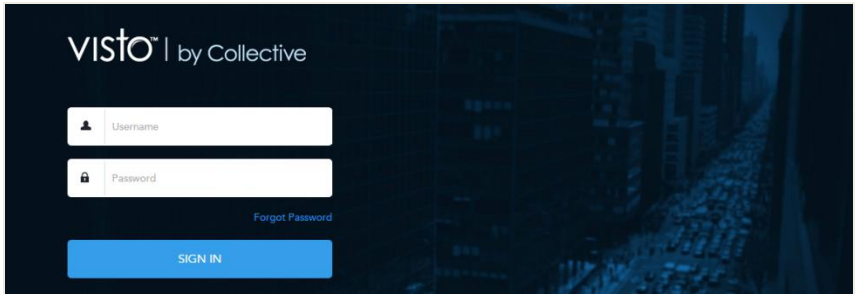 VISTO™ | by Collective
Username
Password
Forgot Password
SIGN IN